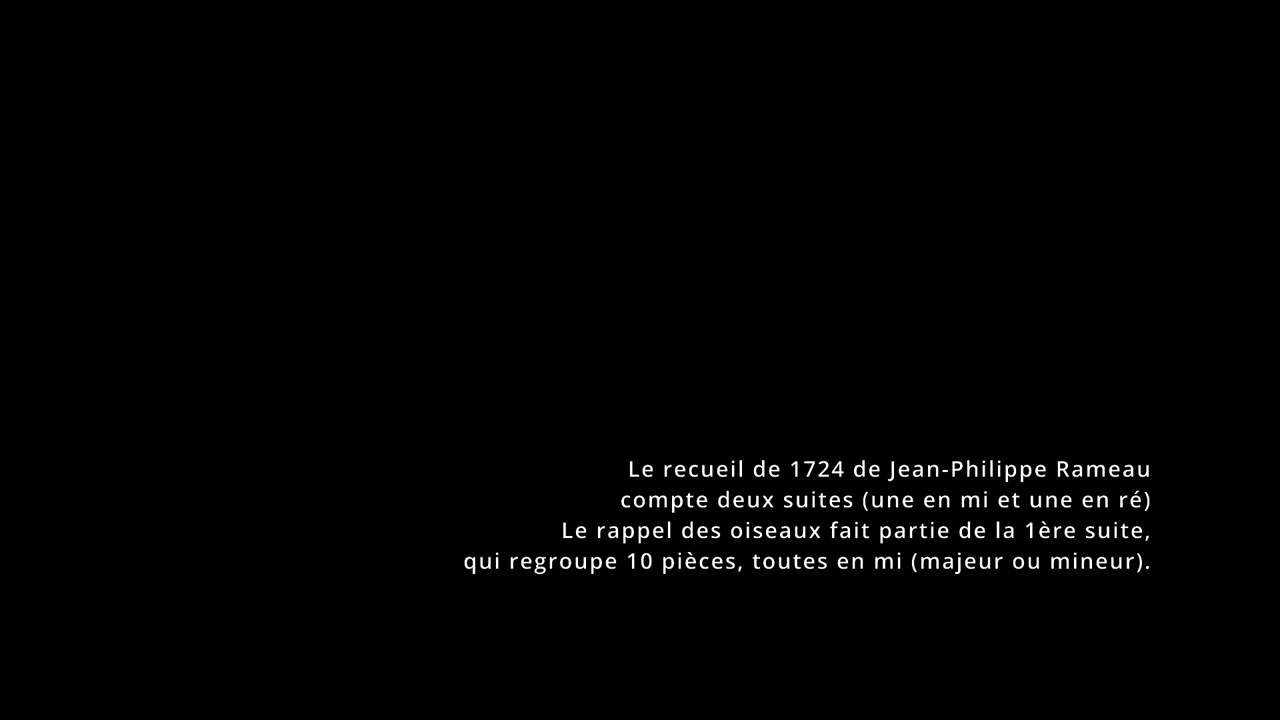 Le recueil de 1724 de Jean-Philippe Rameau
compte deux suites (une en mi et une en ré)
Le rappel des oiseaux fait partie de la 1ère suite,
qui regroupe 10 pièces, toutes en mi (majeur ou mineur).